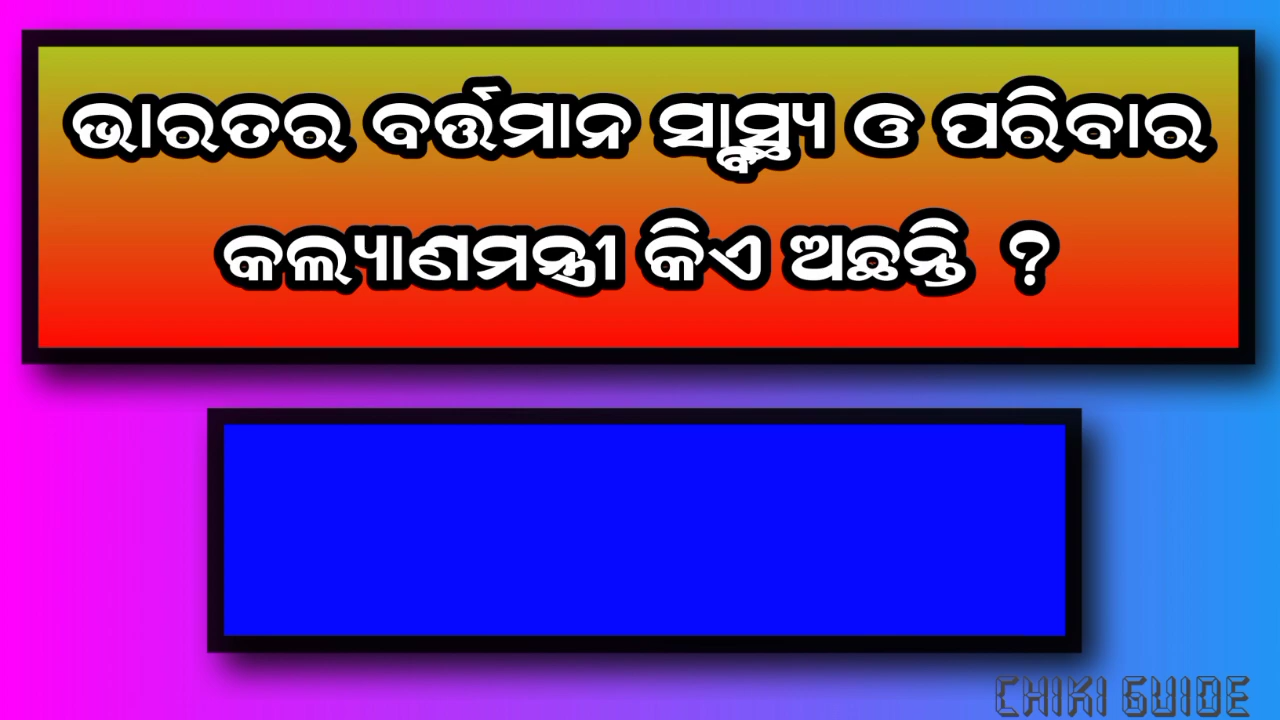 ଭାରତର ବର୍ତ୍ତମାନ ସ୍ବାସ୍ଥ୍ୟ ଓ ପରିବାର
କଲ୍ୟାଣମନ୍ତ୍ରୀ କିଏ ଅଛନ୍ତି ?
CHIKI GUIDE